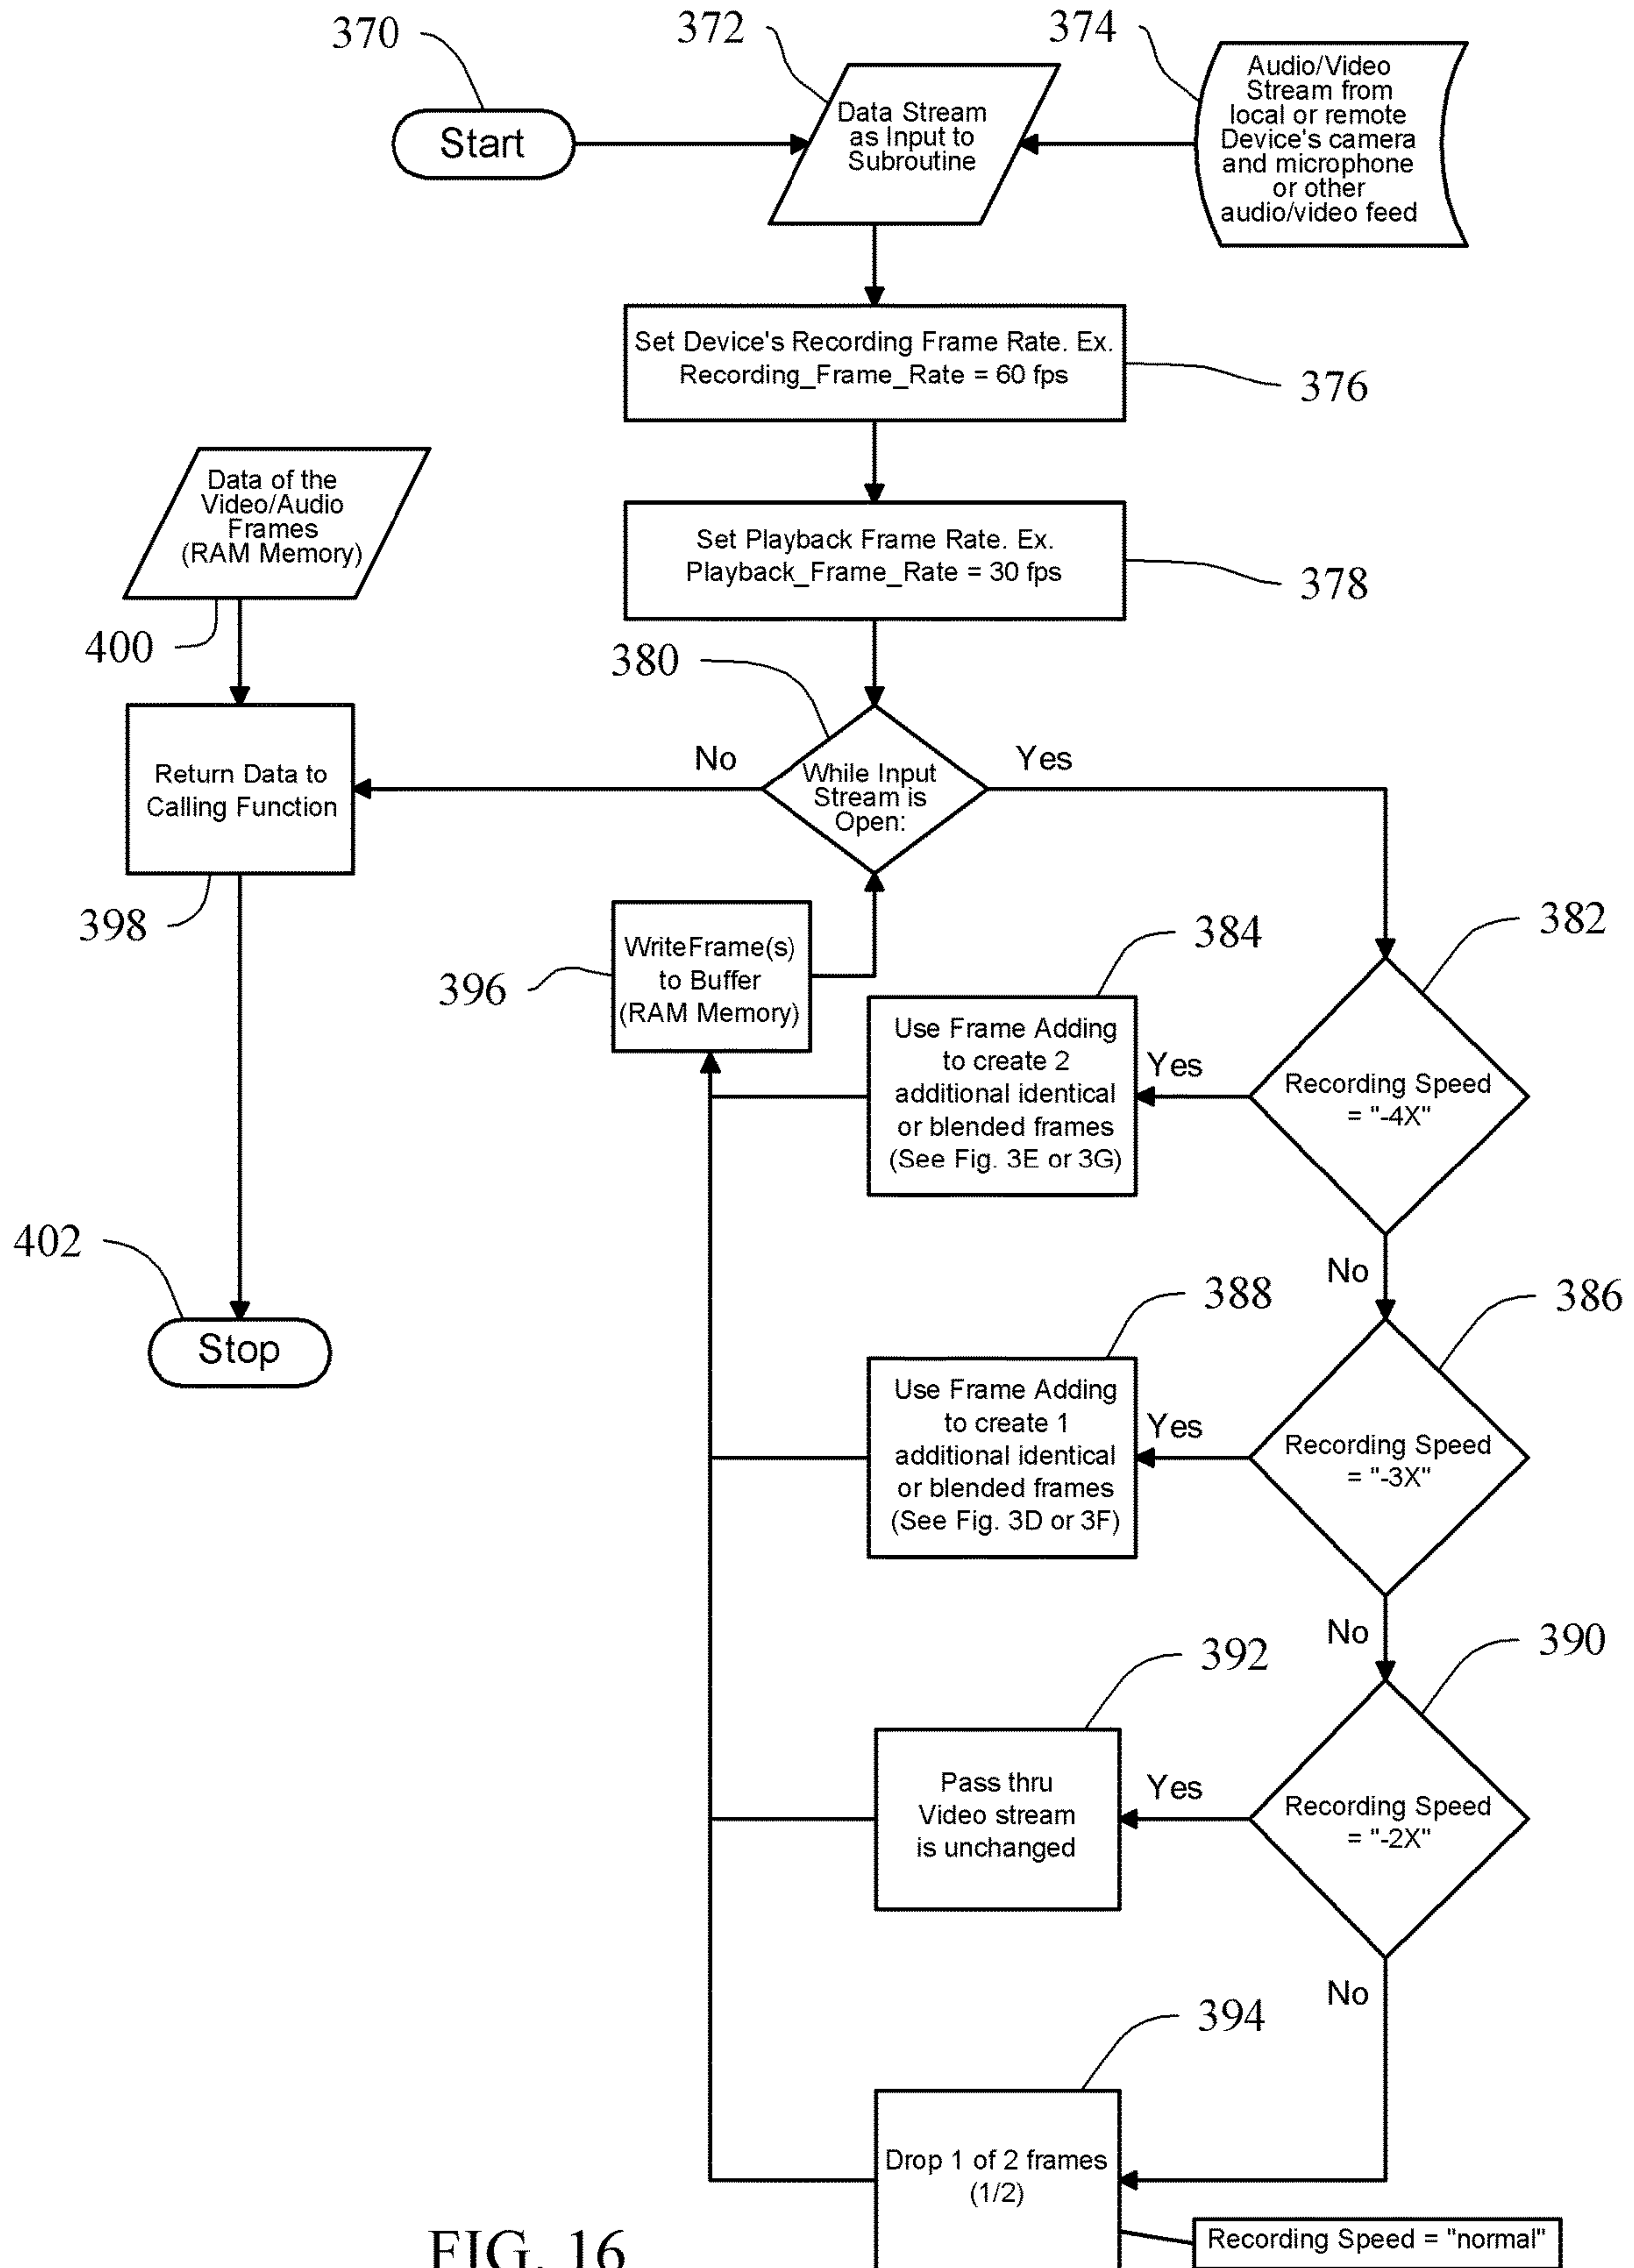 370
372
374
Start
Data Stream
as Input to
Subroutine
Audio/Video
Stream from
local or remote
Device's camera
and microphone
or other
audio/video feed
Set Device's Recording Frame Rate. Ex.
Recording_Frame_Rate = 60 fps
376
Data of the
Video/Audio
Frames
(RAM Memory)
400
Set Playback Frame Rate. Ex.
Playback_Frame_Rate = 30 fps
378
380
No
Yes
While Input
Stream is
Open:
Return Data to
Calling Function
398
WriteFrame(s)
to Buffer
(RAM Memory)
396
384
382
Use Frame Adding
to create 2
additional identical
or blended frames
(See Fig. 3E or 3G)
Yes
Recording Speed
= "-4X"
No
402
Stop
388
386
Use Frame Adding
to create 1
additional identical
or blended frames
(See Fig. 3D or 3F)
Yes
Recording Speed
= "-3X"
No
392
390
Pass thru
Video stream
is unchanged
Yes
Recording Speed
= "-2X"
No
394
Drop 1 of 2 frames
(1/2)
Recording Speed = "normal"
FIG. 16